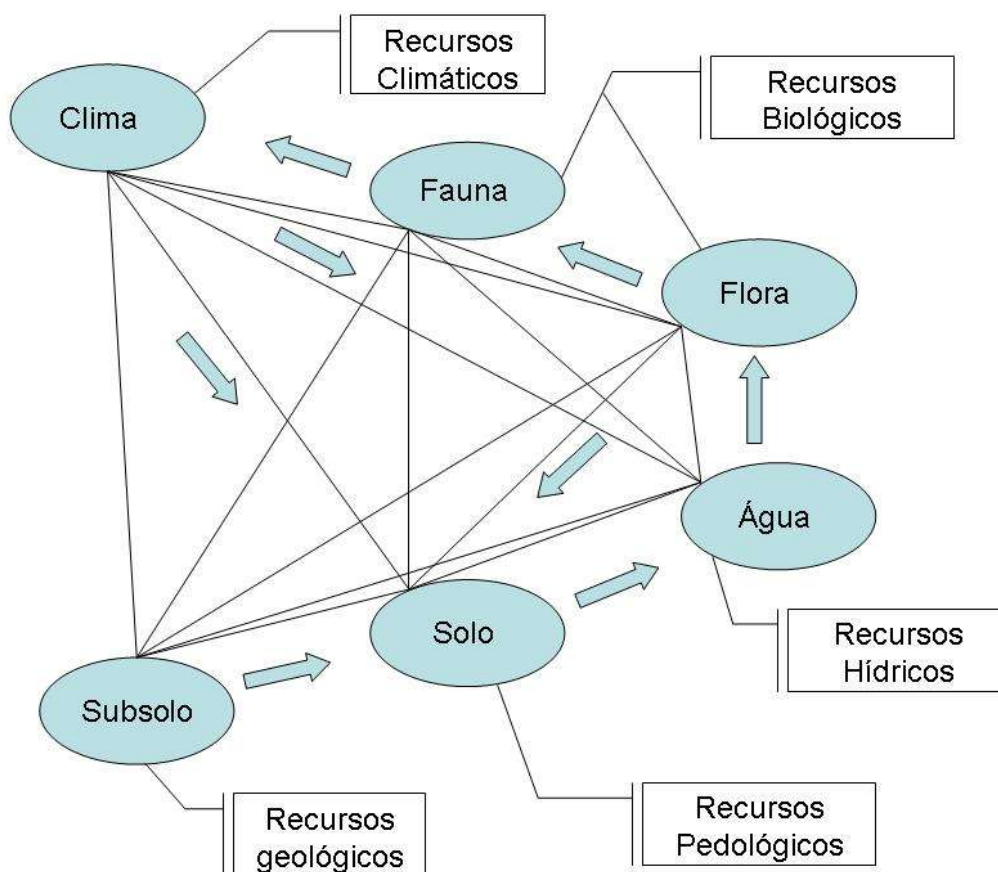 Recursos
Climáticos
Clima
Recursos
Biológicos
Fauna
Flora
Água
Solo
Recursos
Hídricos
Subsolo
Recursos
Pedológicos
Recursos
geológicos